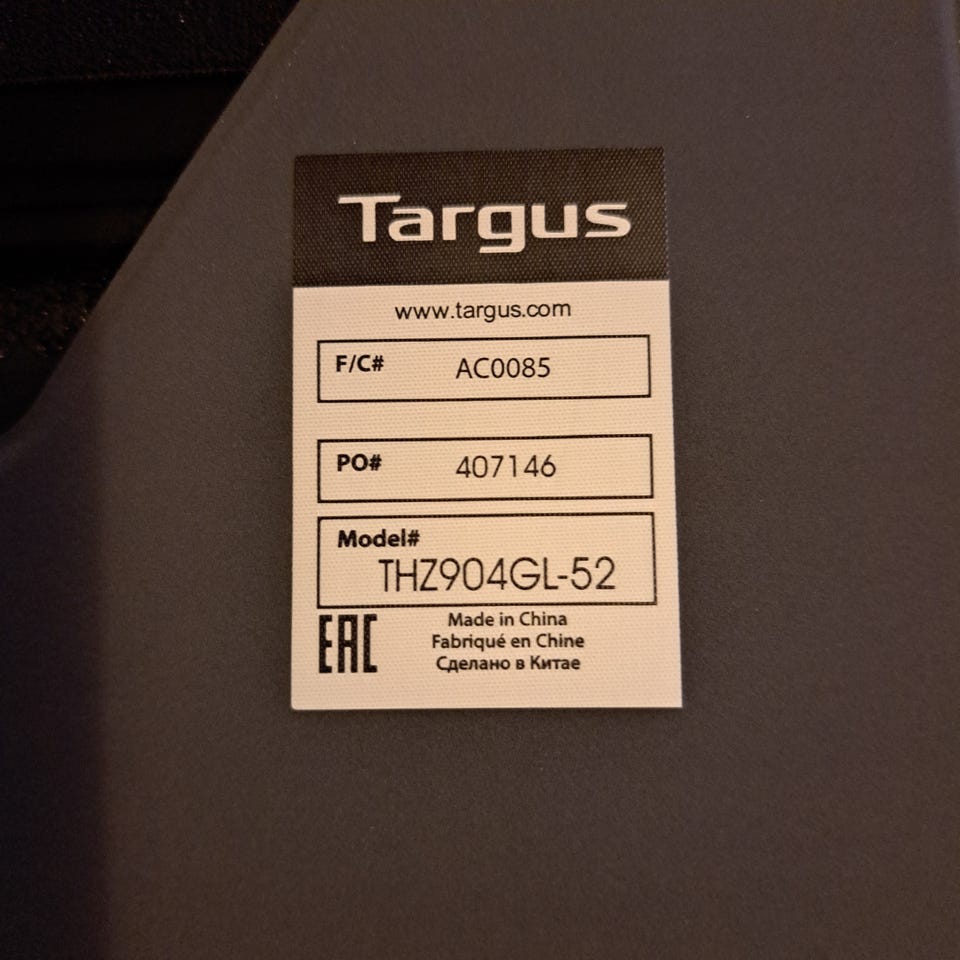 Targus
www.targus.com
F/C# AC0085
PO# 407146
Model#
THZ904GL-52
EAC
Made in China
Fabriqué en Chine
Сделано в Китае